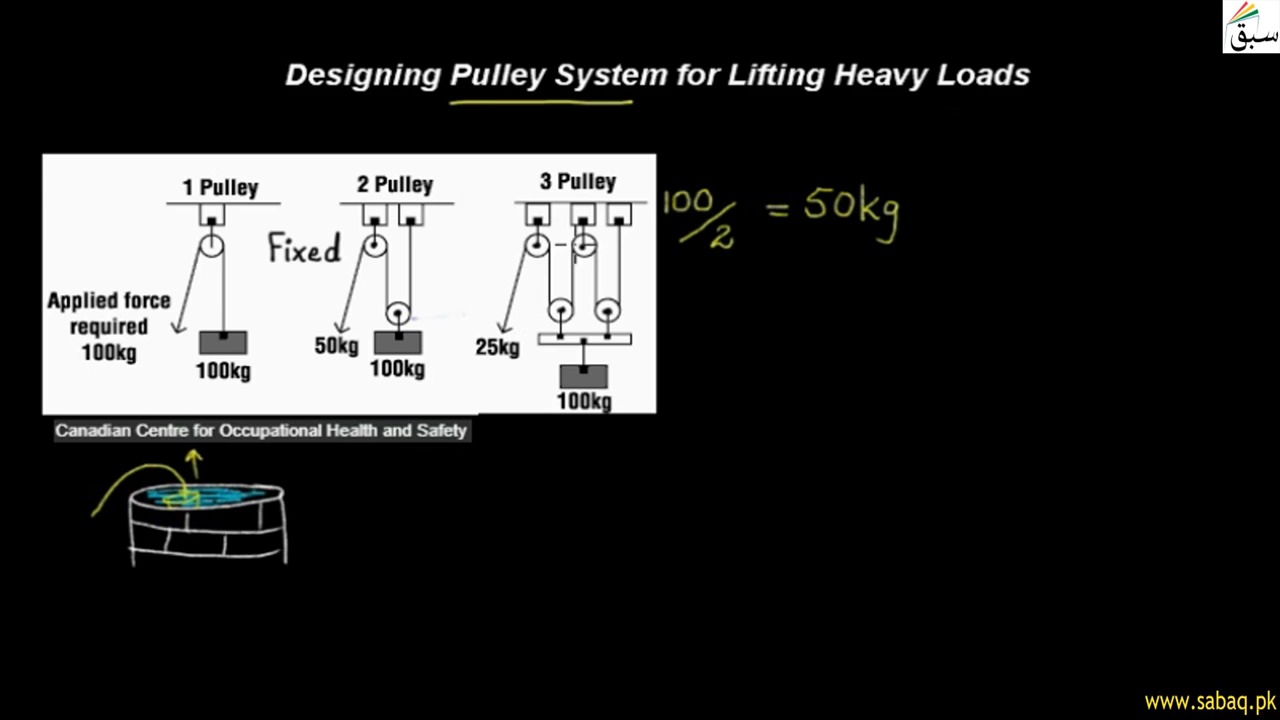 سبق
Designing Pulley System for Lifting Heavy Loads
1 Pulley
2 Pulley
3 Pulley
100/2 = 50kg
Fixed
Applied force
required
100kg
50kg
25kg
100kg
100kg
100kg
Canadian Centre for Occupational Health and Safety
www.sabaq.pk